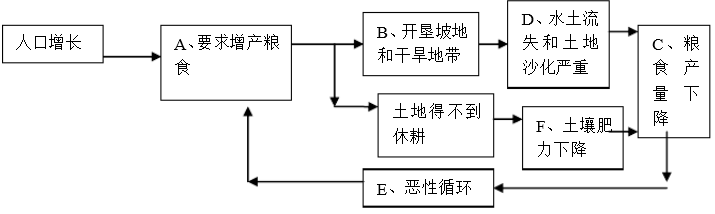 人口增长
A、要求增产粮
食
B、开垦坡地
和干旱地带
D、水土流
失和土地
沙化严重
C、粮
食产
量下
降
土地得不到
休耕
F、土壤肥
力下降
E、恶性循环